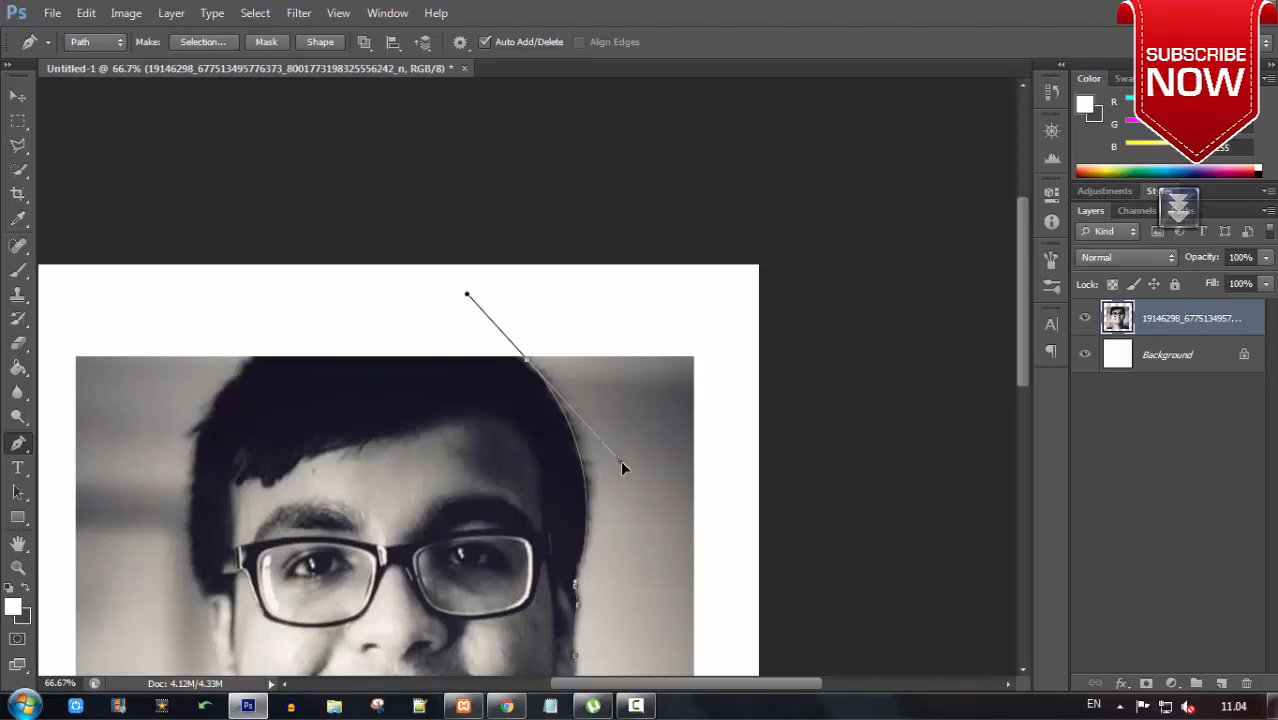 Ps File Edit Image Layer Type Select Filter View Window Help
SUBSCRIBE
NOW
Path Make: Selection... Mask Shape Auto Add/Delete Align Edges
Untitled-1 @ 66.7% (19146298_677513495776373_8001773198325556242_n, RGB/8) * ×
Color
R
G
B
Adjustments
Layers Channels
Kind
Normal Opacity: 100%
Lock: Fill: 100%
19146298_6775134957...
Background
66.67% Doc: 4.12M/4.33M
EN 11.04